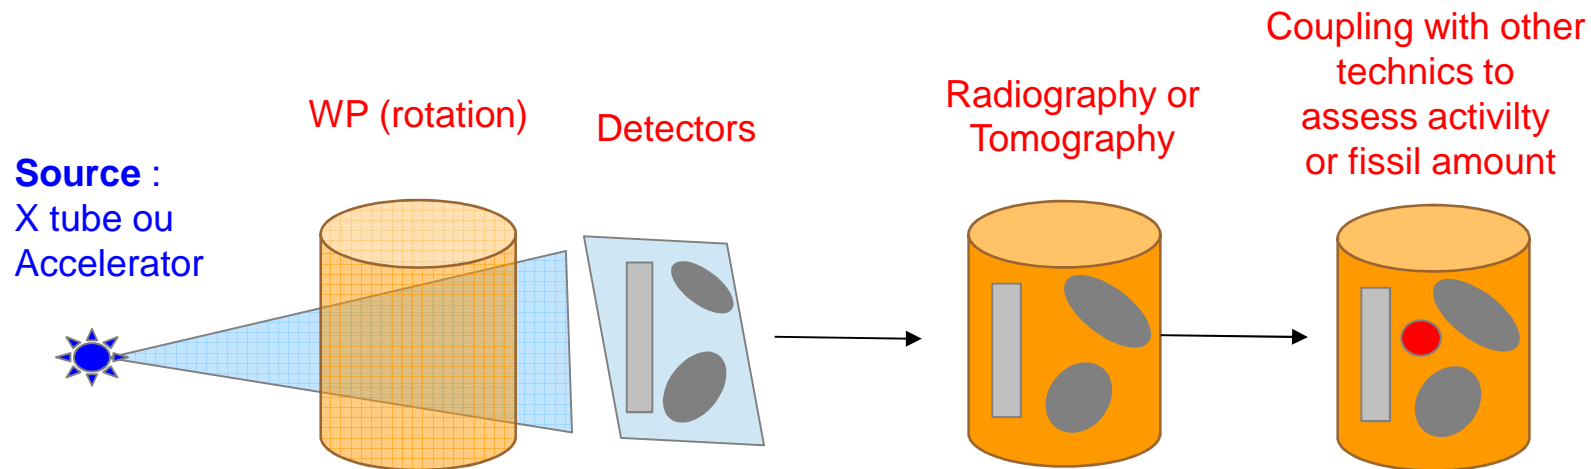 Source :
X tube ou
Accelerator
WP (rotation)
Detectors
Radiography or
Tomography
Coupling with other
technics to
assess activilty
or fissil amount